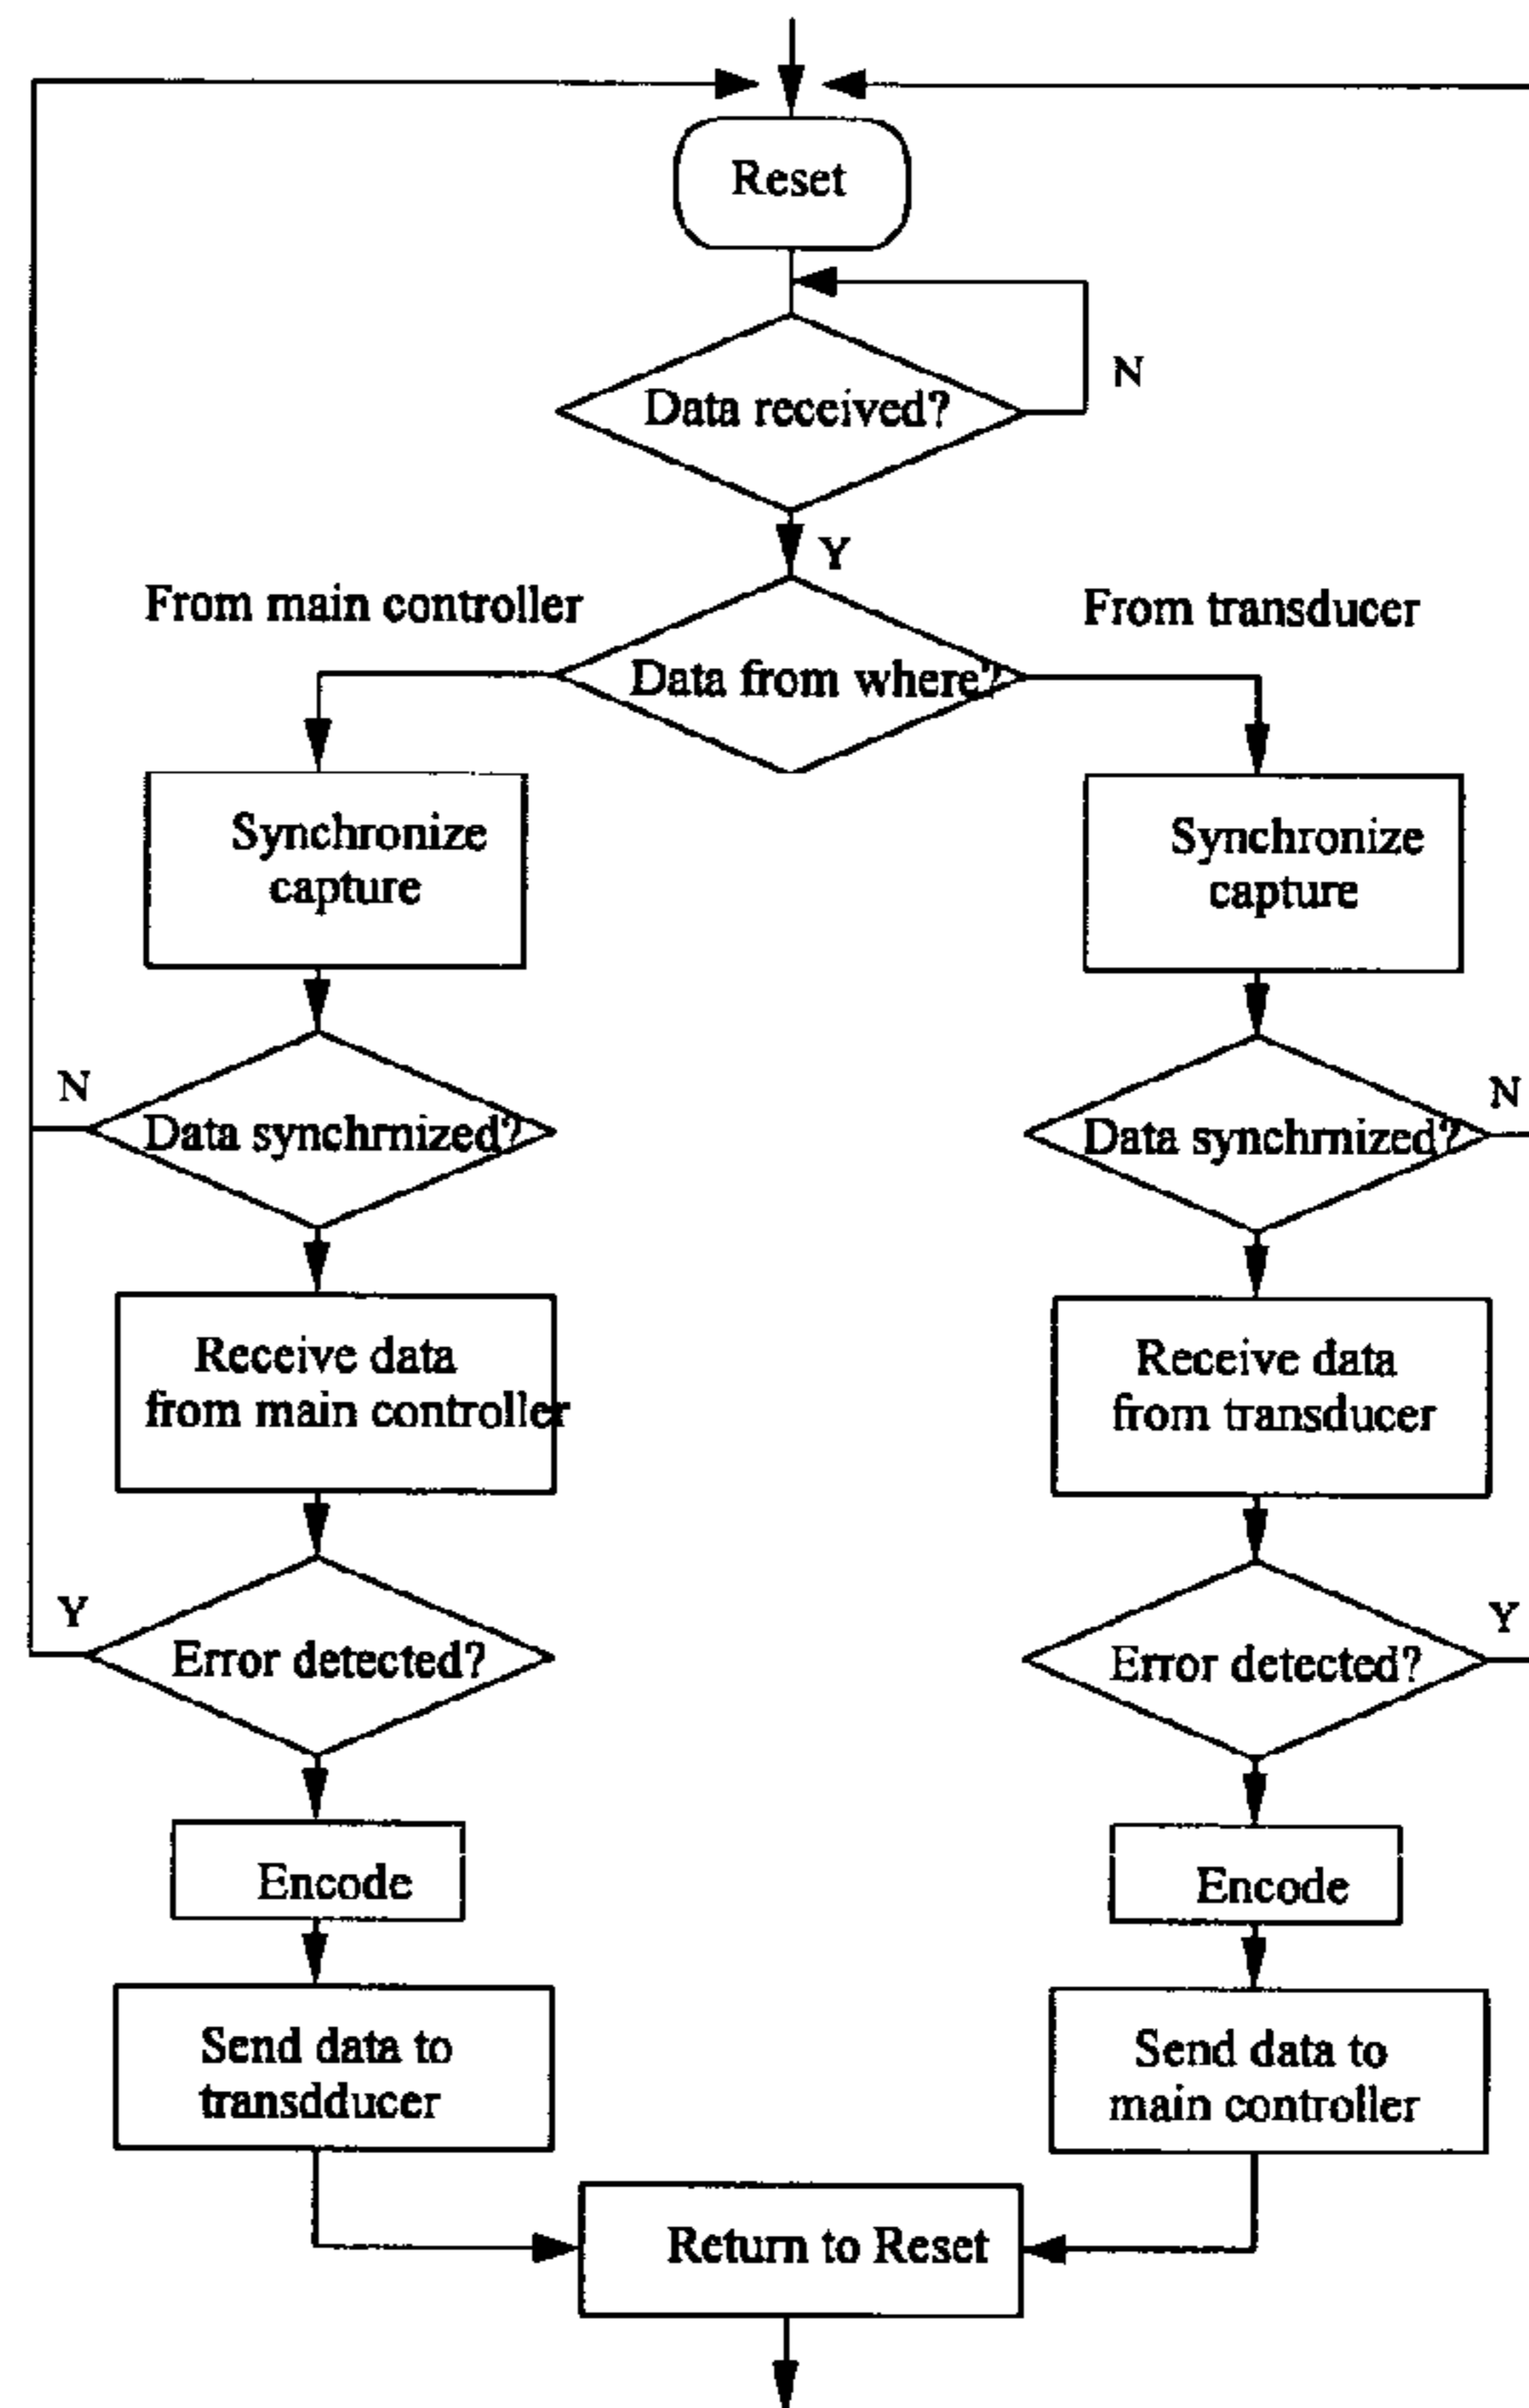 Reset
N
Data received?
Y
From main controller
From transducer
Data from where?
Synchronize
capture
Synchronize
capture
N
N
Data synchrnized?
Data synchrnized?
Receive data
from main controller
Receive data
from transducer
Y
Y
Error detected?
Error detected?
Encode
Encode
Send data to
transdducer
Send data to
main controller
Return to Reset